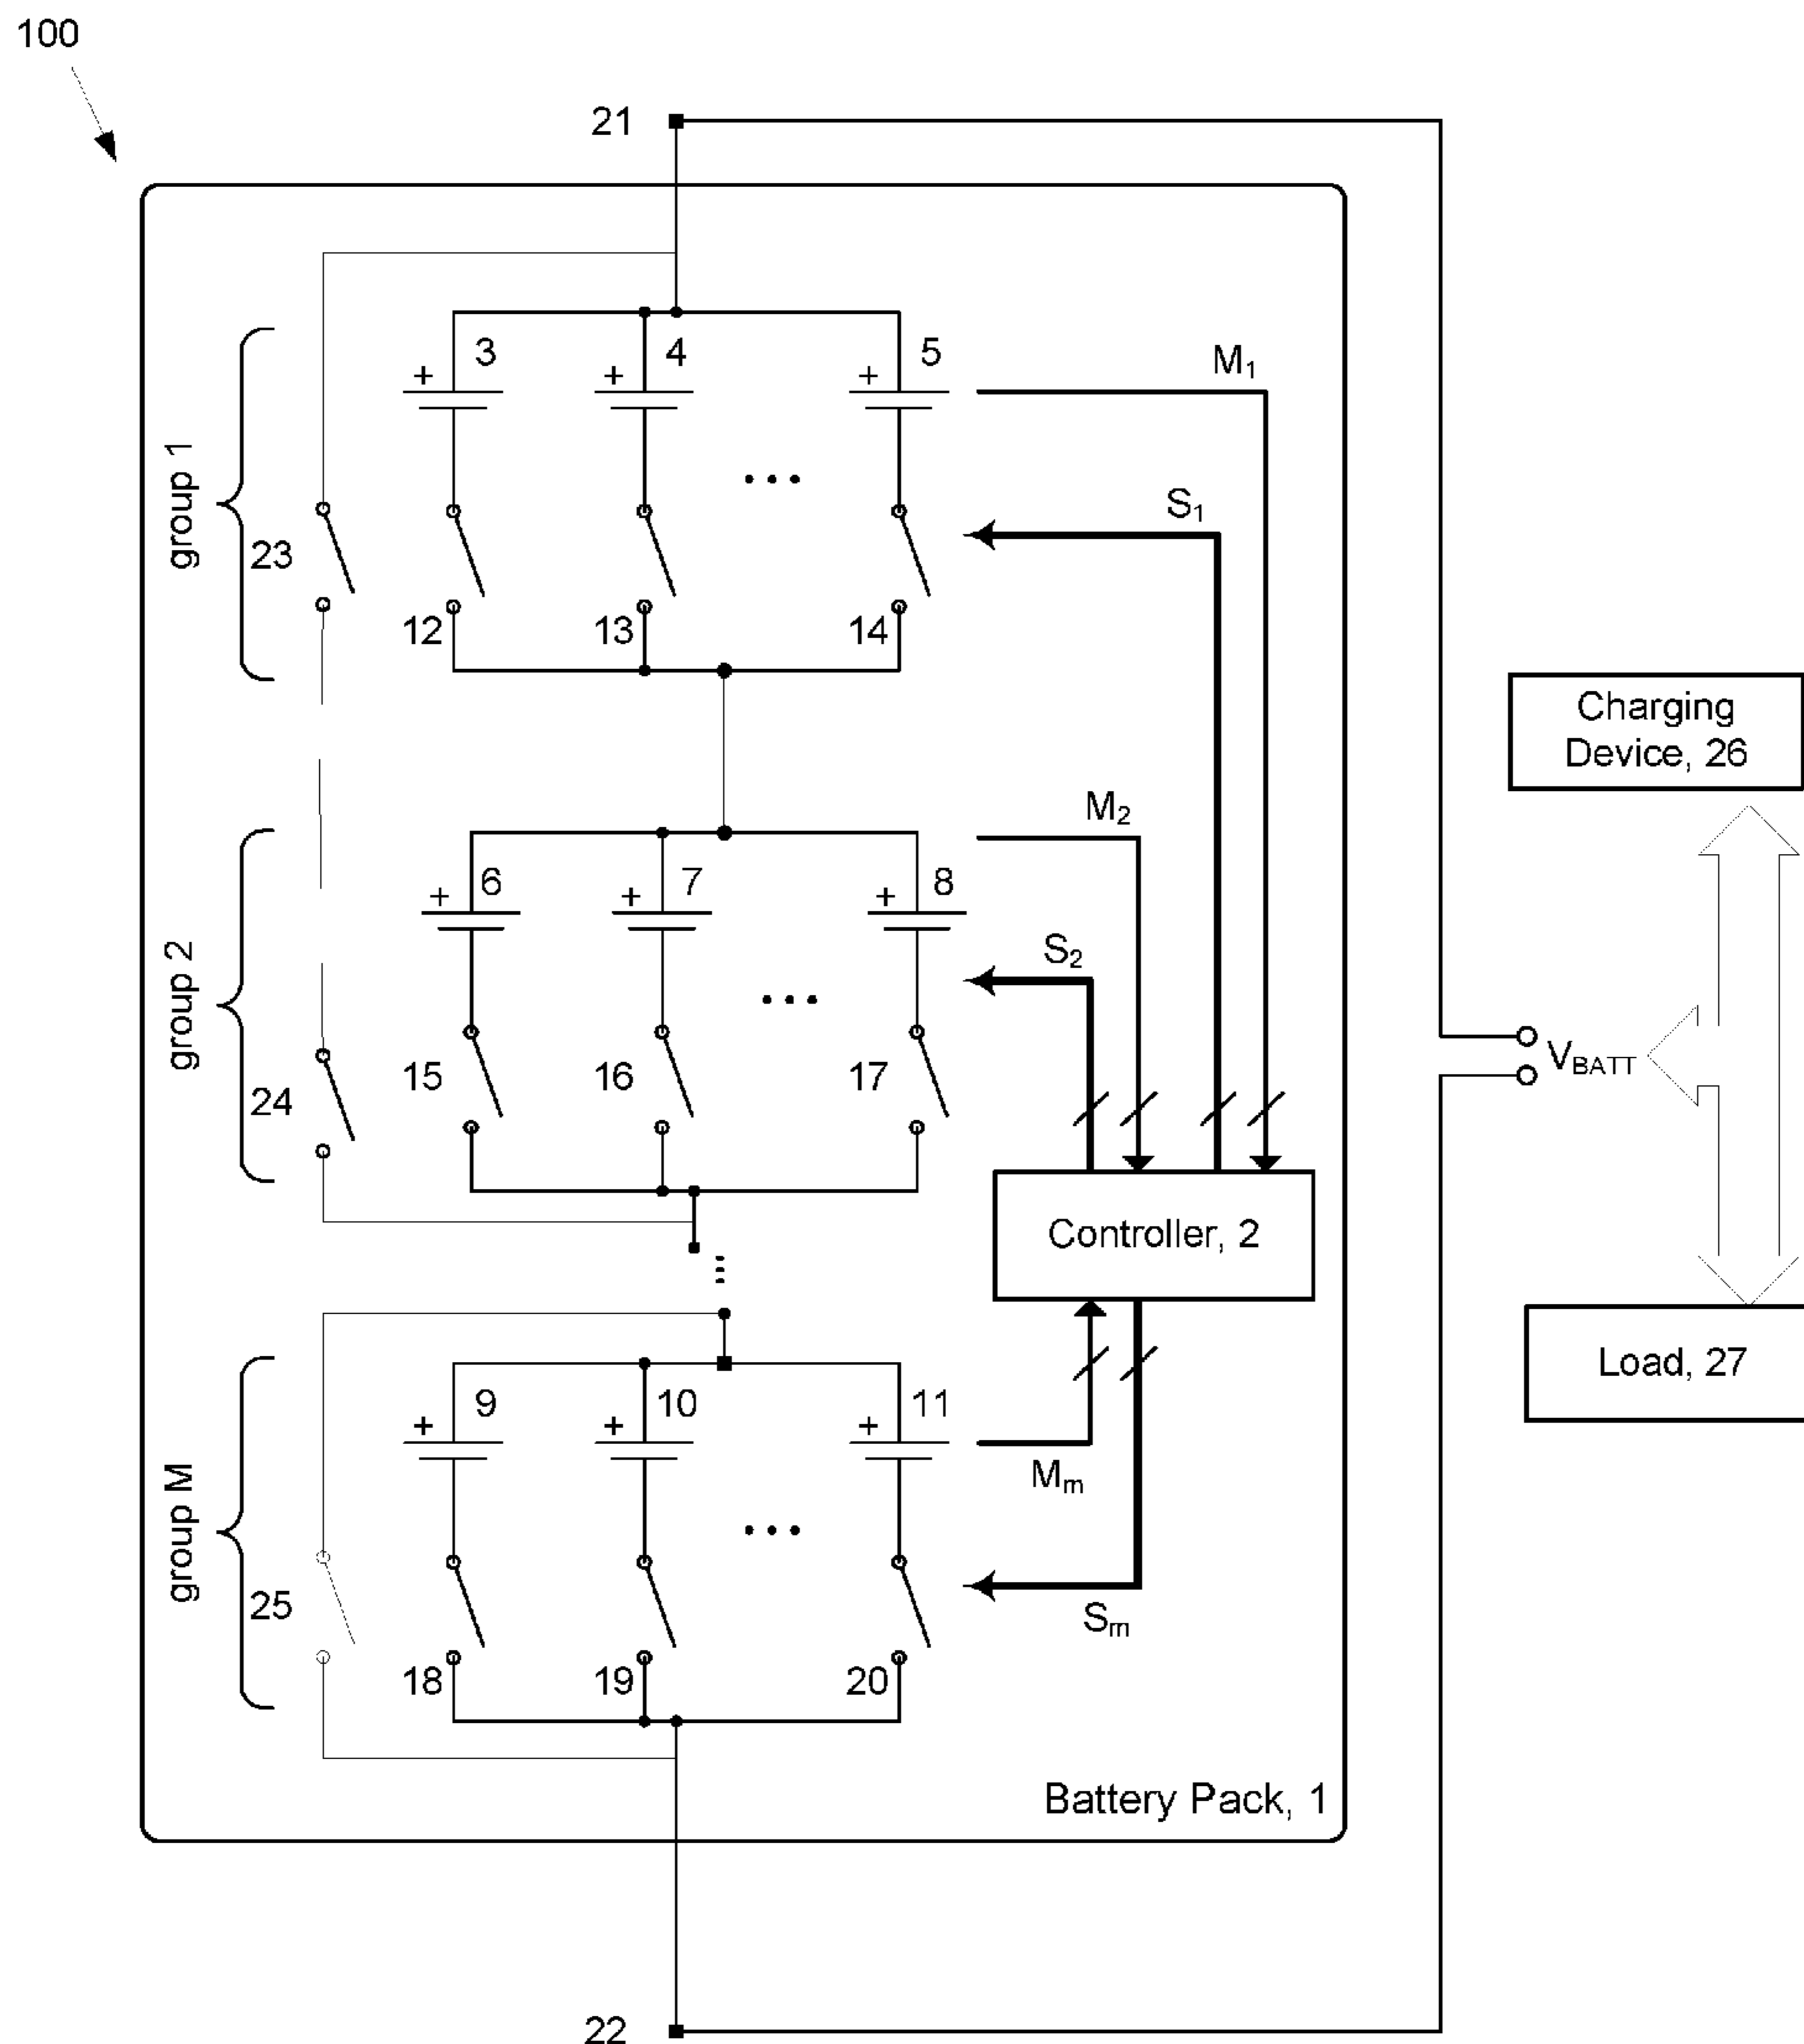 100
21
3
4
5
M₁
+
+
+
group 1
S₁
23
12
13
14
Charging
Device, 26
M₂
6
7
8
+
+
+
group 2
S₂
V_BATT
15
16
17
24
Controller, 2
9
10
11
Load, 27
+
+
+
group M
Mₘ
25
Sₘ
18
19
20
Battery Pack, 1
22